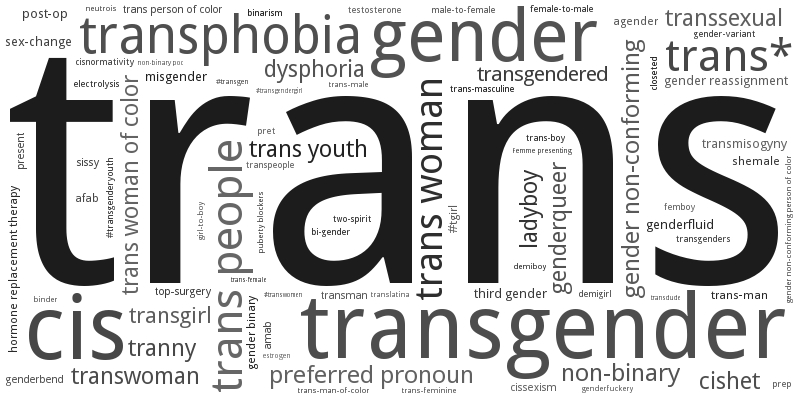 post-op
neutrois
trans person of color
binarism
testosterone
male-to-female
female-to-male
agender
transsexual
gender-variant
sex-change
transphobia
gender
trans*
cisnormativity
non-binary poc
misgender
dysphoria
transgendered
closeted
gender reassignment
electrolysis
#transgen
#transgendergirl
trans-male
trans-masculine
trans
trans woman of color
trans people
trans woman
gender non-conforming
present
sissy
afab
#transgenderyouth
pret
trans youth
transpeople
trans-boy
Femme presenting
transmisogyny
shemale
girl-to-boy
puberty blockers
two-spirit
bi-gender
#tgirl
ladyboy
genderqueer
demiboy
femboy
genderfluid
transgenders
gender non-conforming person of color
hormone replacement therapy
top-surgery
trans-female
#transwomen
transman
translatina
third gender
demigirl
transdude
trans-man
binder
cis
transgirl
tranny
gender binary
amab
estrogen
transgender
genderbend
transwoman
preferred pronoun
trans-man-of-color
trans-feminine
cissexism
non-binary
genderfuckery
cishet
prep